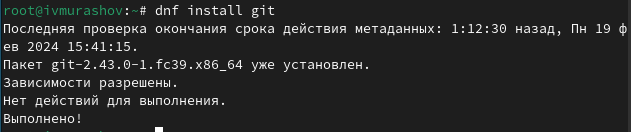 root@ivmurashov:~# dnf install git
Последняя проверка окончания срока действия метаданных: 1:12:30 назад, Пн 19 ф
ев 2024 15:41:15.
Пакет git-2.43.0-1.fc39.x86_64 уже установлен.
Зависимости разрешены.
Нет действий для выполнения.
Выполнено!